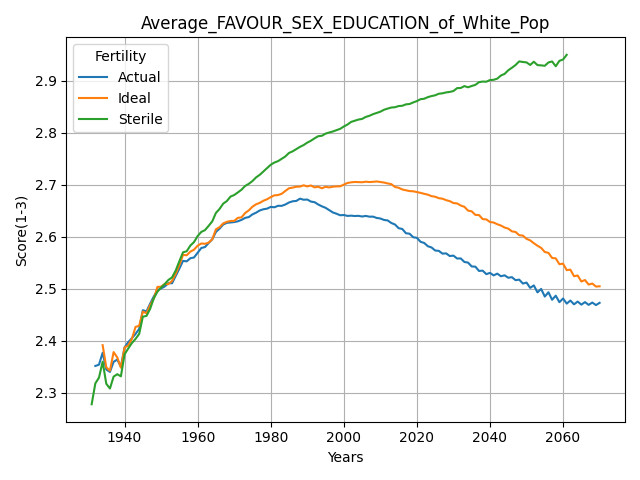 Average_FAVOUR_SEX_EDUCATION_of_White_Pop
Fertility
Actual
Ideal
Sterile
Score(1-3)
2.9
2.8
2.7
2.6
2.5
2.4
2.3
1940 1960 1980 2000 2020 2040 2060
Years